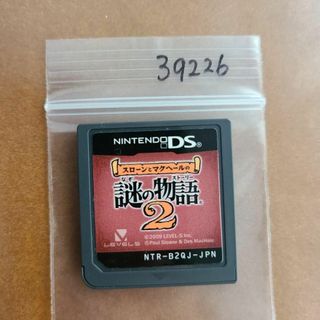 39226
NINTENDO DS
スローンとマクヘールの
謎の物語
なぞ ストーリー
2
LEVEL5
©2009 LEVEL-5 Inc.
©Paul Sloane & Des MacHale
NTR-B2QJ-JPN